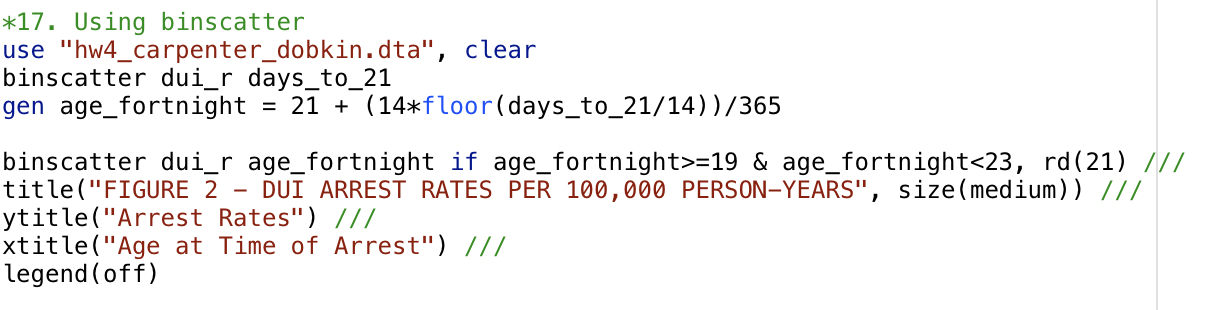 *17. Using binscatter
use "hw4_carpenter_dobkin.dta", clear
binscatter dui_r days_to_21
gen age_fortnight = 21 + (14*floor(days_to_21/14))/365
binscatter dui_r age_fortnight if age_fortnight>=19 & age_fortnight<23, rd(21) ///
title("FIGURE 2 – DUI ARREST RATES PER 100,000 PERSON–YEARS", size(medium)) ///
ytitle("Arrest Rates") ///
xtitle("Age at Time of Arrest") ///
legend(off)